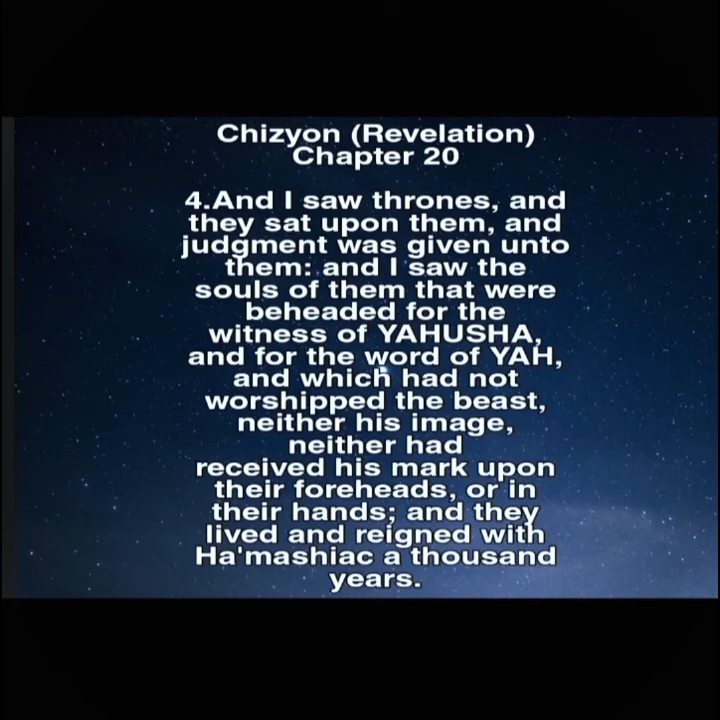 Chizyon (Revelation)
Chapter 20
4.And I saw thrones, and
they sat upon them, and
judgment was given unto
them: and I saw the
souls of them that were
beheaded for the
witness of YAHUSHA,
and for the word of YAH,
and which had not
worshipped the beast,
neither his image,
neither had
received his mark upon
their foreheads, or in
their hands; and they
lived and reigned with
Ha'mashiac a thousand
years.